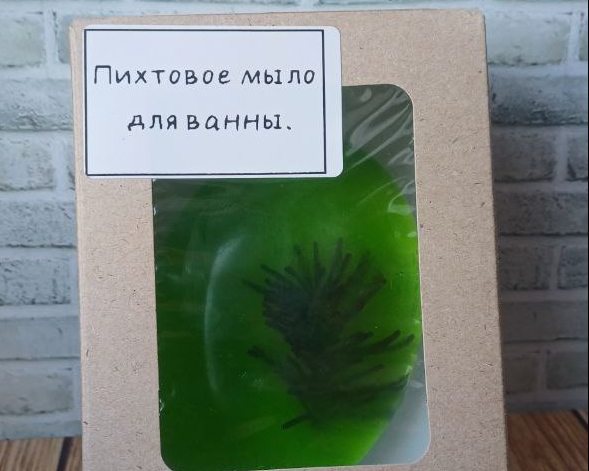 Пихтовое мыло
для ванны.